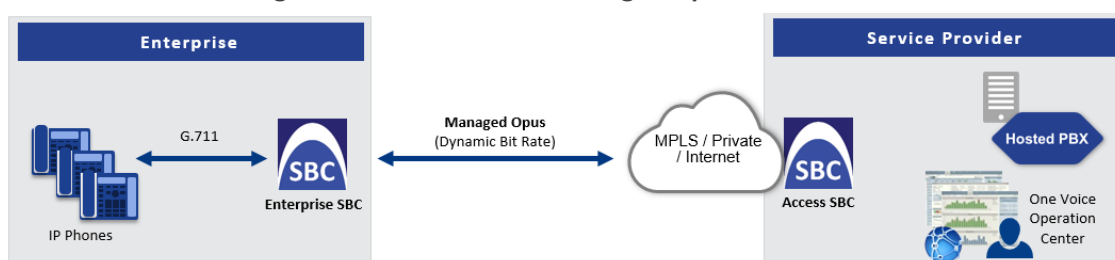 Enterprise
Service Provider
G.711
Managed Opus
(Dynamic Bit Rate)
MPLS / Private
/ Internet
Hosted PBX
SBC
SBC
Enterprise SBC
Access SBC
IP Phones
One Voice
Operation
Center